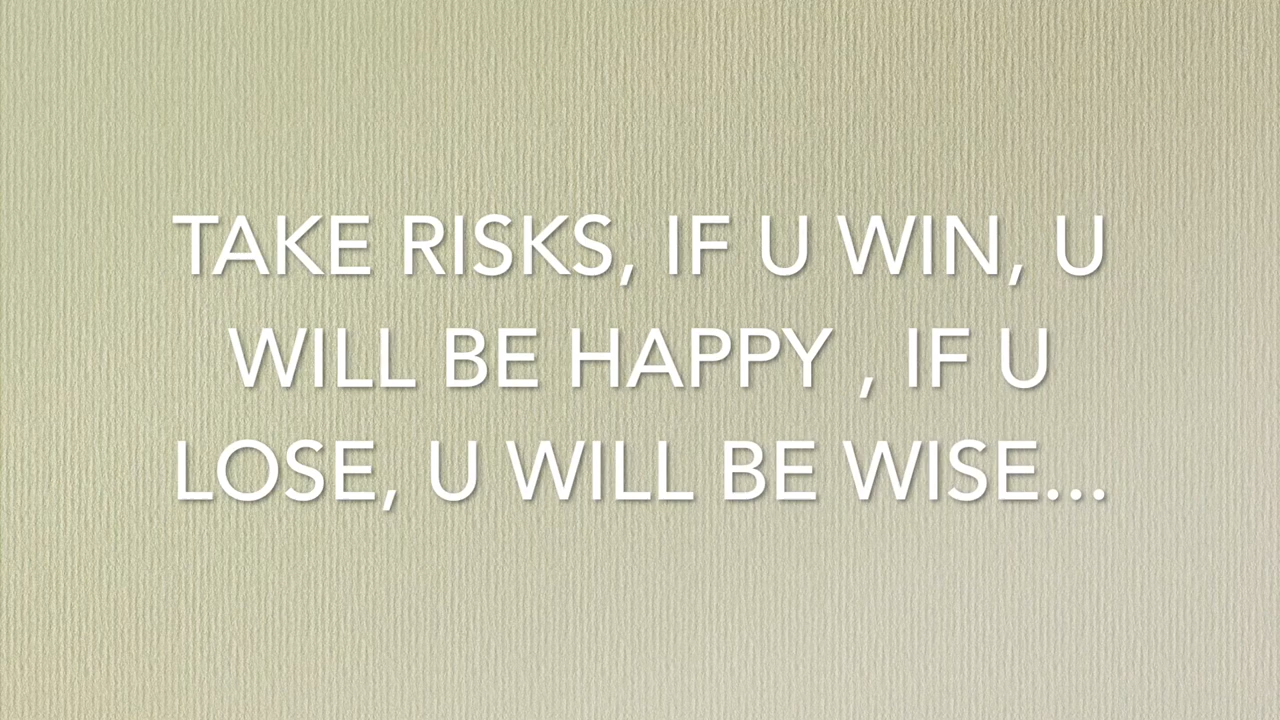 TAKE RISKS, IF U WIN, U
WILL BE HAPPY , IF U
LOSE, U WILL BE WISE...